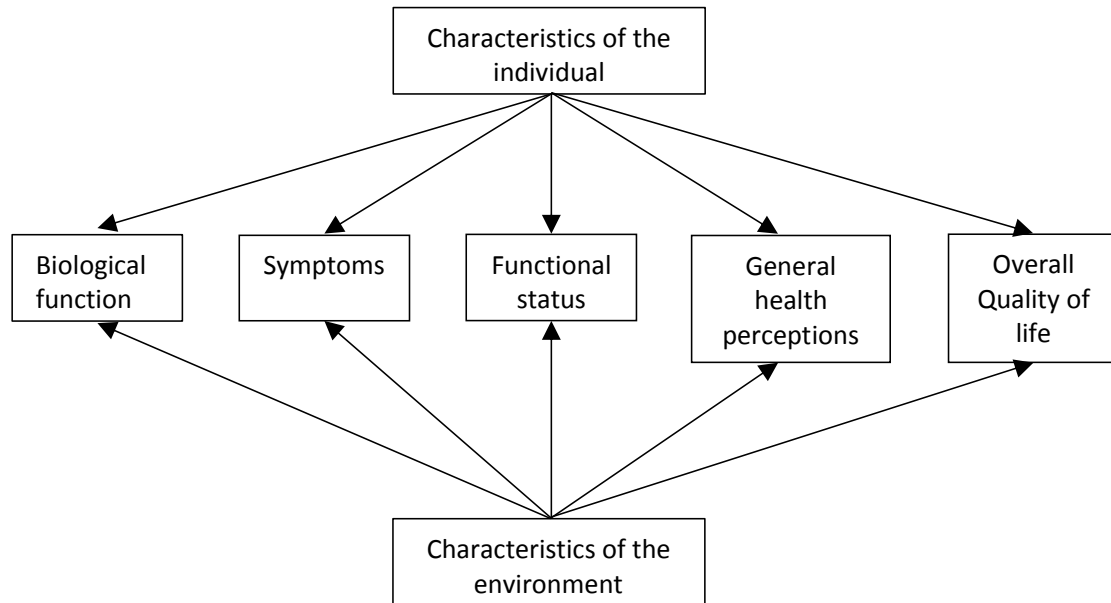 Characteristics of the
individual
Biological
function
Symptoms
Functional
status
General
health
perceptions
Overall
Quality of
life
Characteristics of the
environment